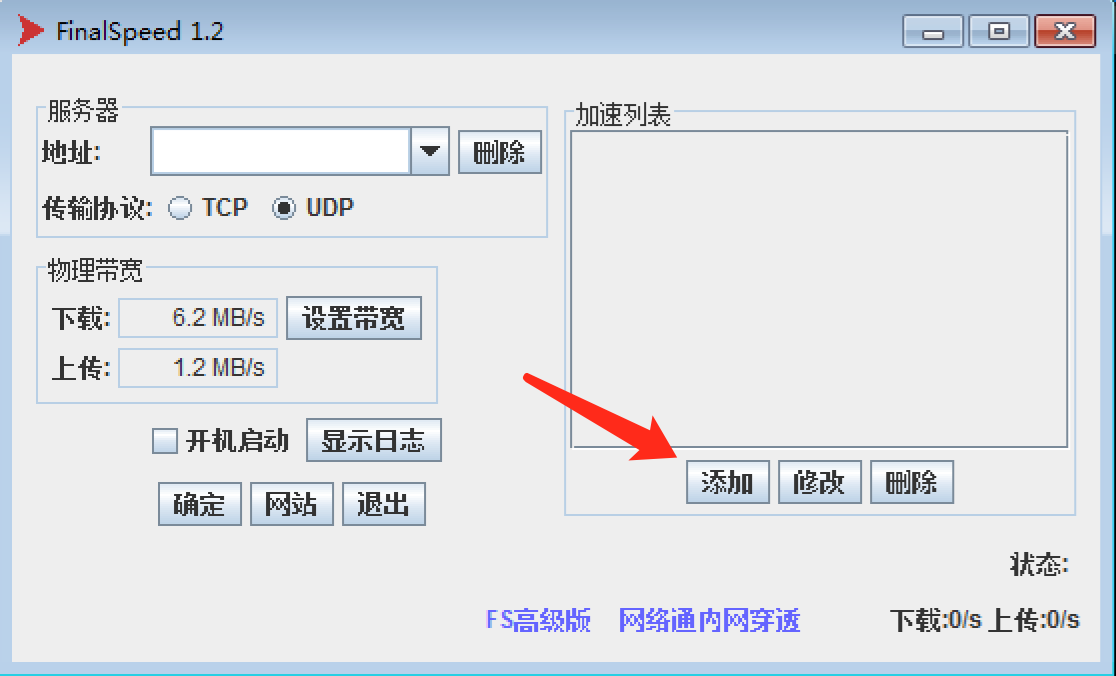 FinalSpeed 1.2
服务器
地址:
删除
传输协议: TCP UDP
物理带宽
下载: 6.2 MB/s 设置带宽
上传: 1.2 MB/s
开机启动 显示日志
确定 网站 退出
加速列表
添加 修改 删除
状态:
FS高级版 网络通内网穿透 下载:0/s 上传:0/s